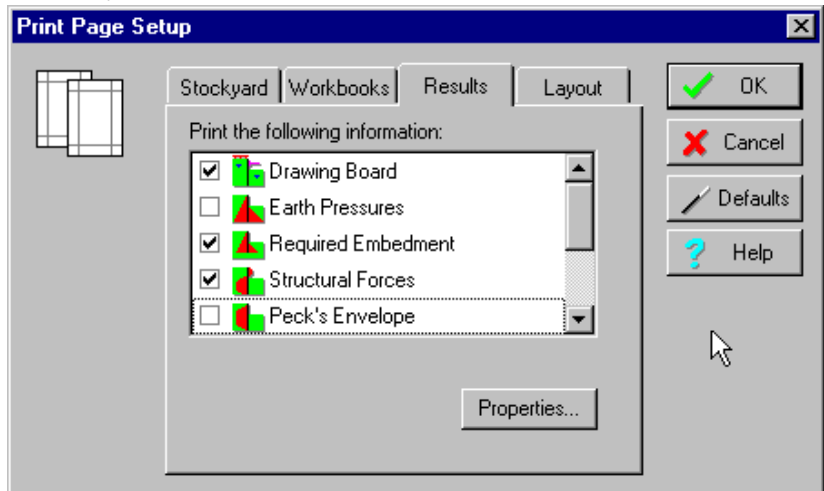 Print Page Setup
Stockyard Workbooks Results Layout
Print the following information:
Drawing Board
Earth Pressures
Required Embedment
Structural Forces
Peck's Envelope
Properties...
OK
Cancel
Defaults
Help